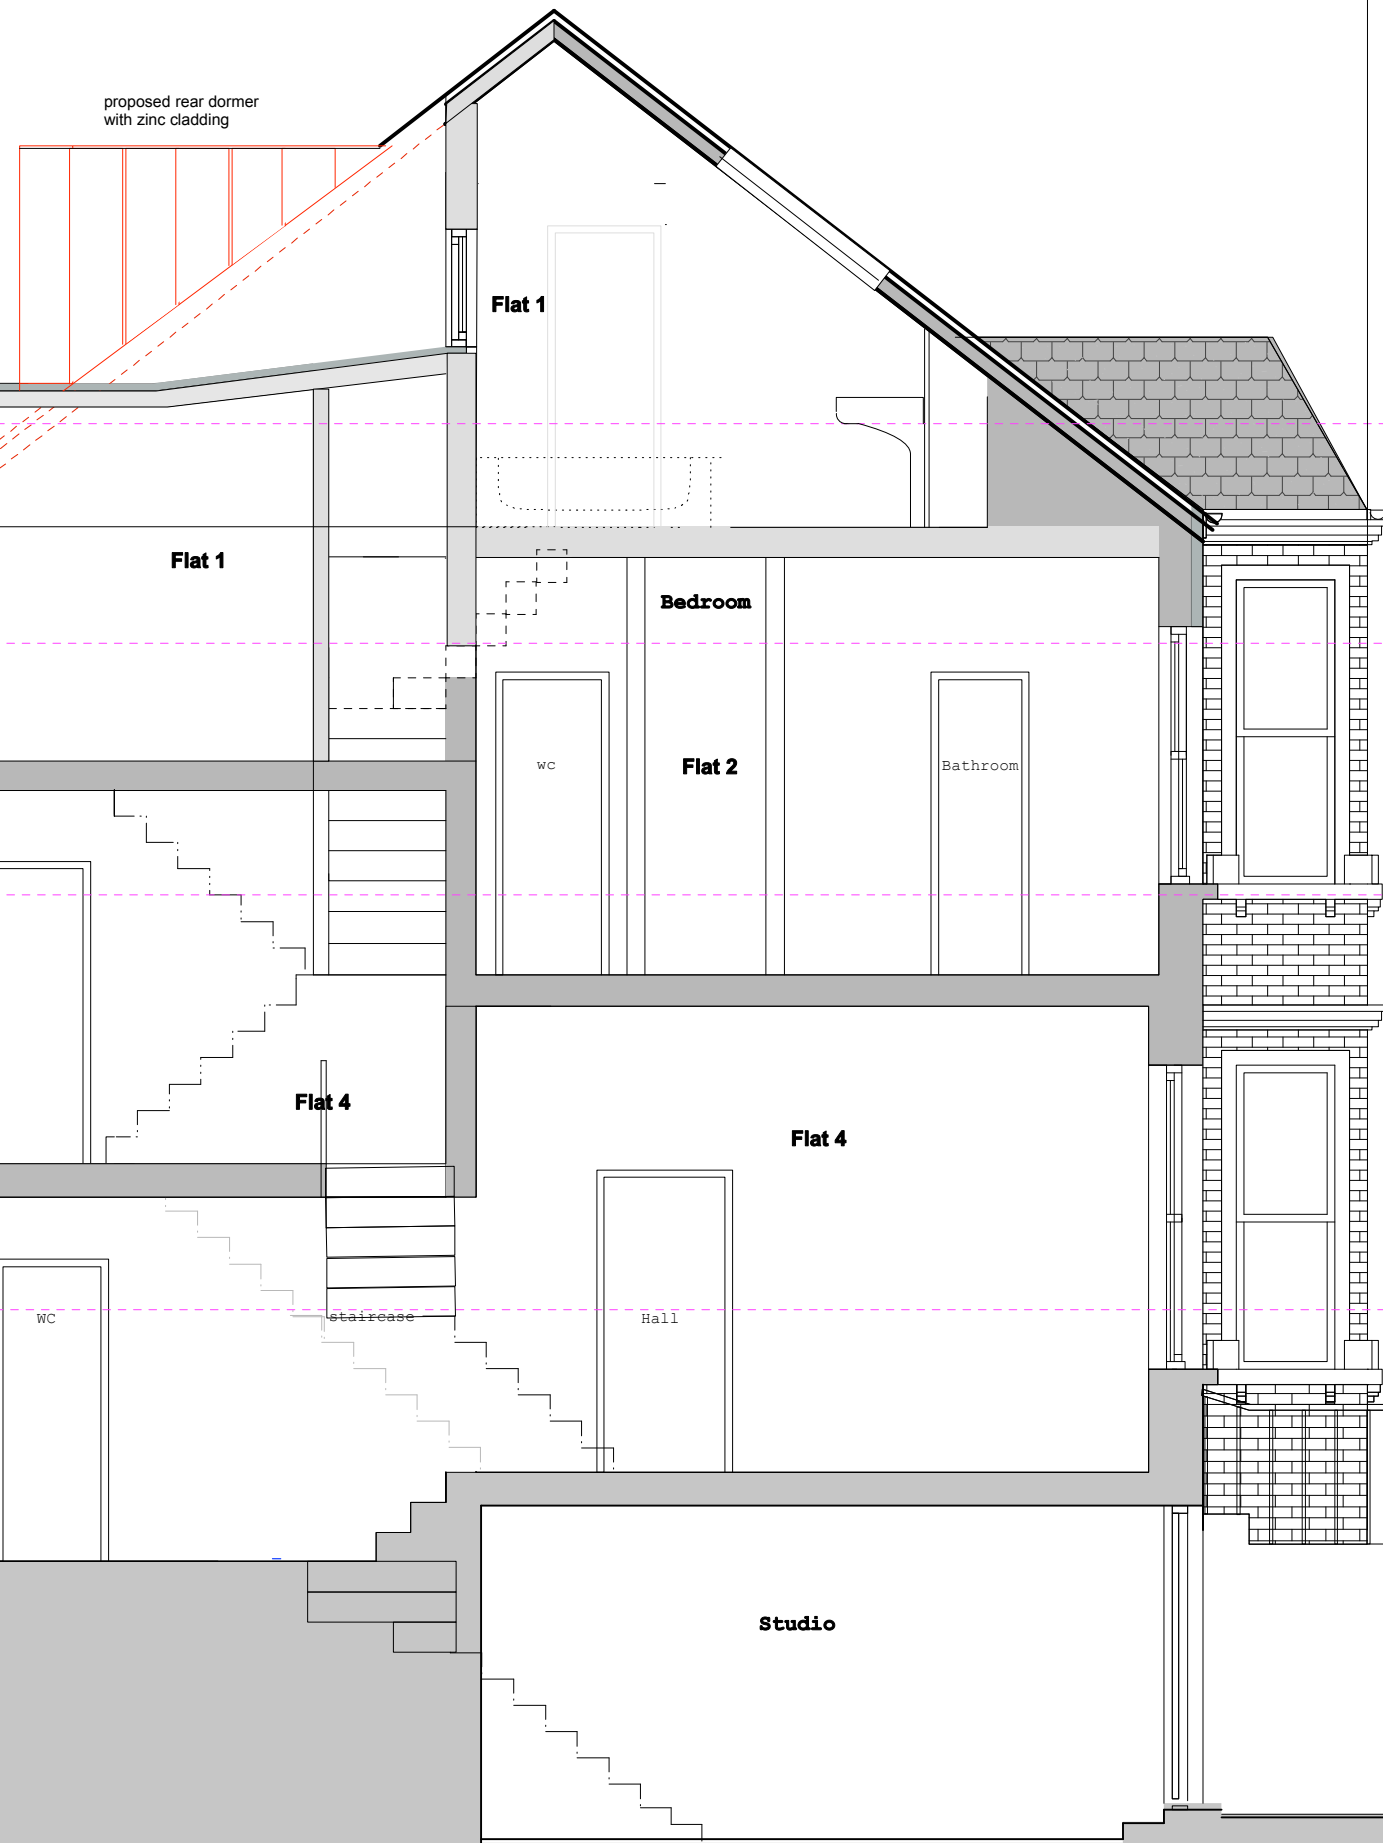 proposed rear dormer
with zinc cladding
Flat 1
Flat 1
Bedroom
WC
Flat 2
Bathroom
Flat 4
Flat 4
WC
staircase
Hall
Studio